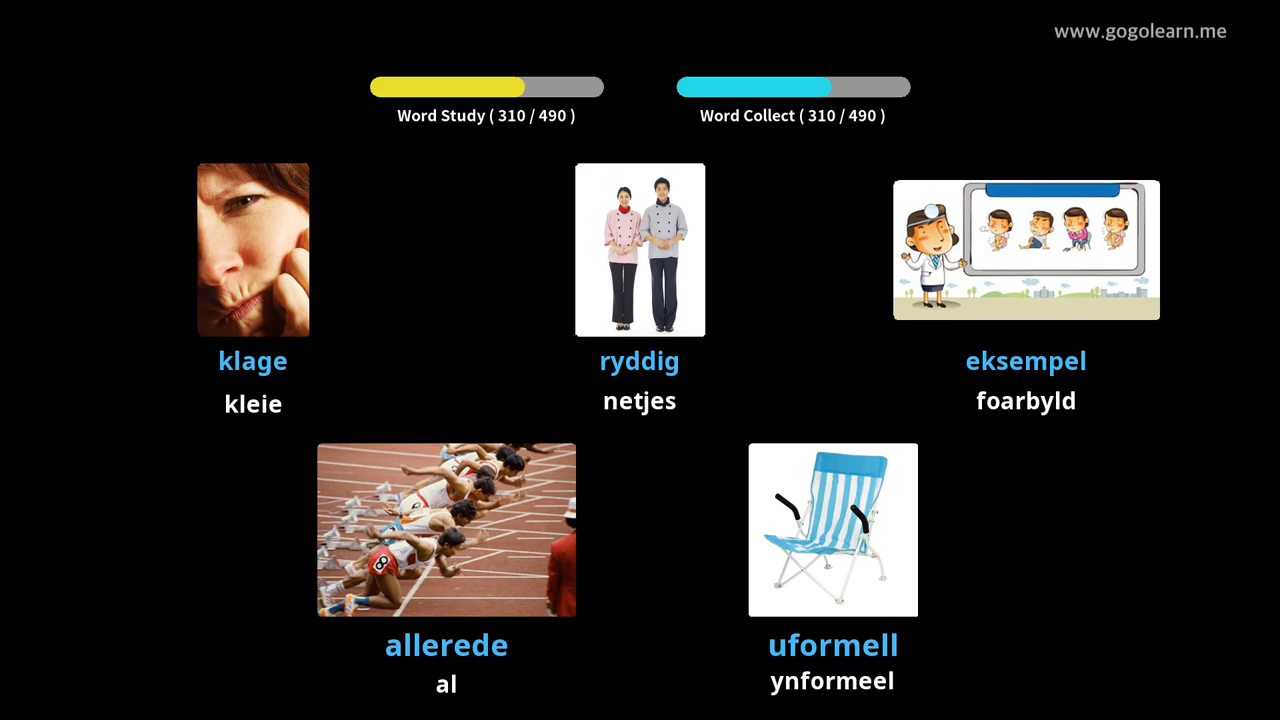 www.gogolearn.me
Word Study ( 310 / 490 )
Word Collect ( 310 / 490 )
klage
kleie
ryddig
netjes
eksempel
foarbyld
allerede
al
uformell
ynformeel